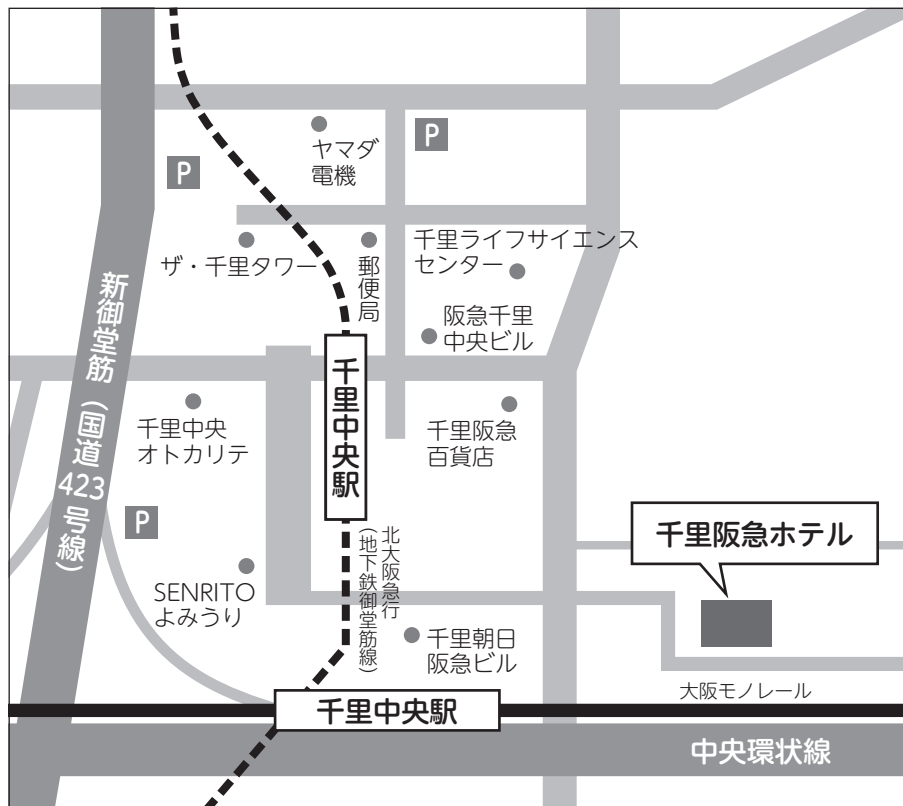 P
ヤマダ
電機
P
ザ・千里タワー
郵便局
千里ライフサイエンス
センター
阪急千里
中央ビル
新御堂筋（国道423号線）
千里中央駅
千里中央
オトカリテ
千里阪急
百貨店
P
北大阪急行
（地下鉄御堂筋線）
千里阪急ホテル
SENRITO
よみうり
千里朝日
阪急ビル
大阪モノレール
千里中央駅
中央環状線